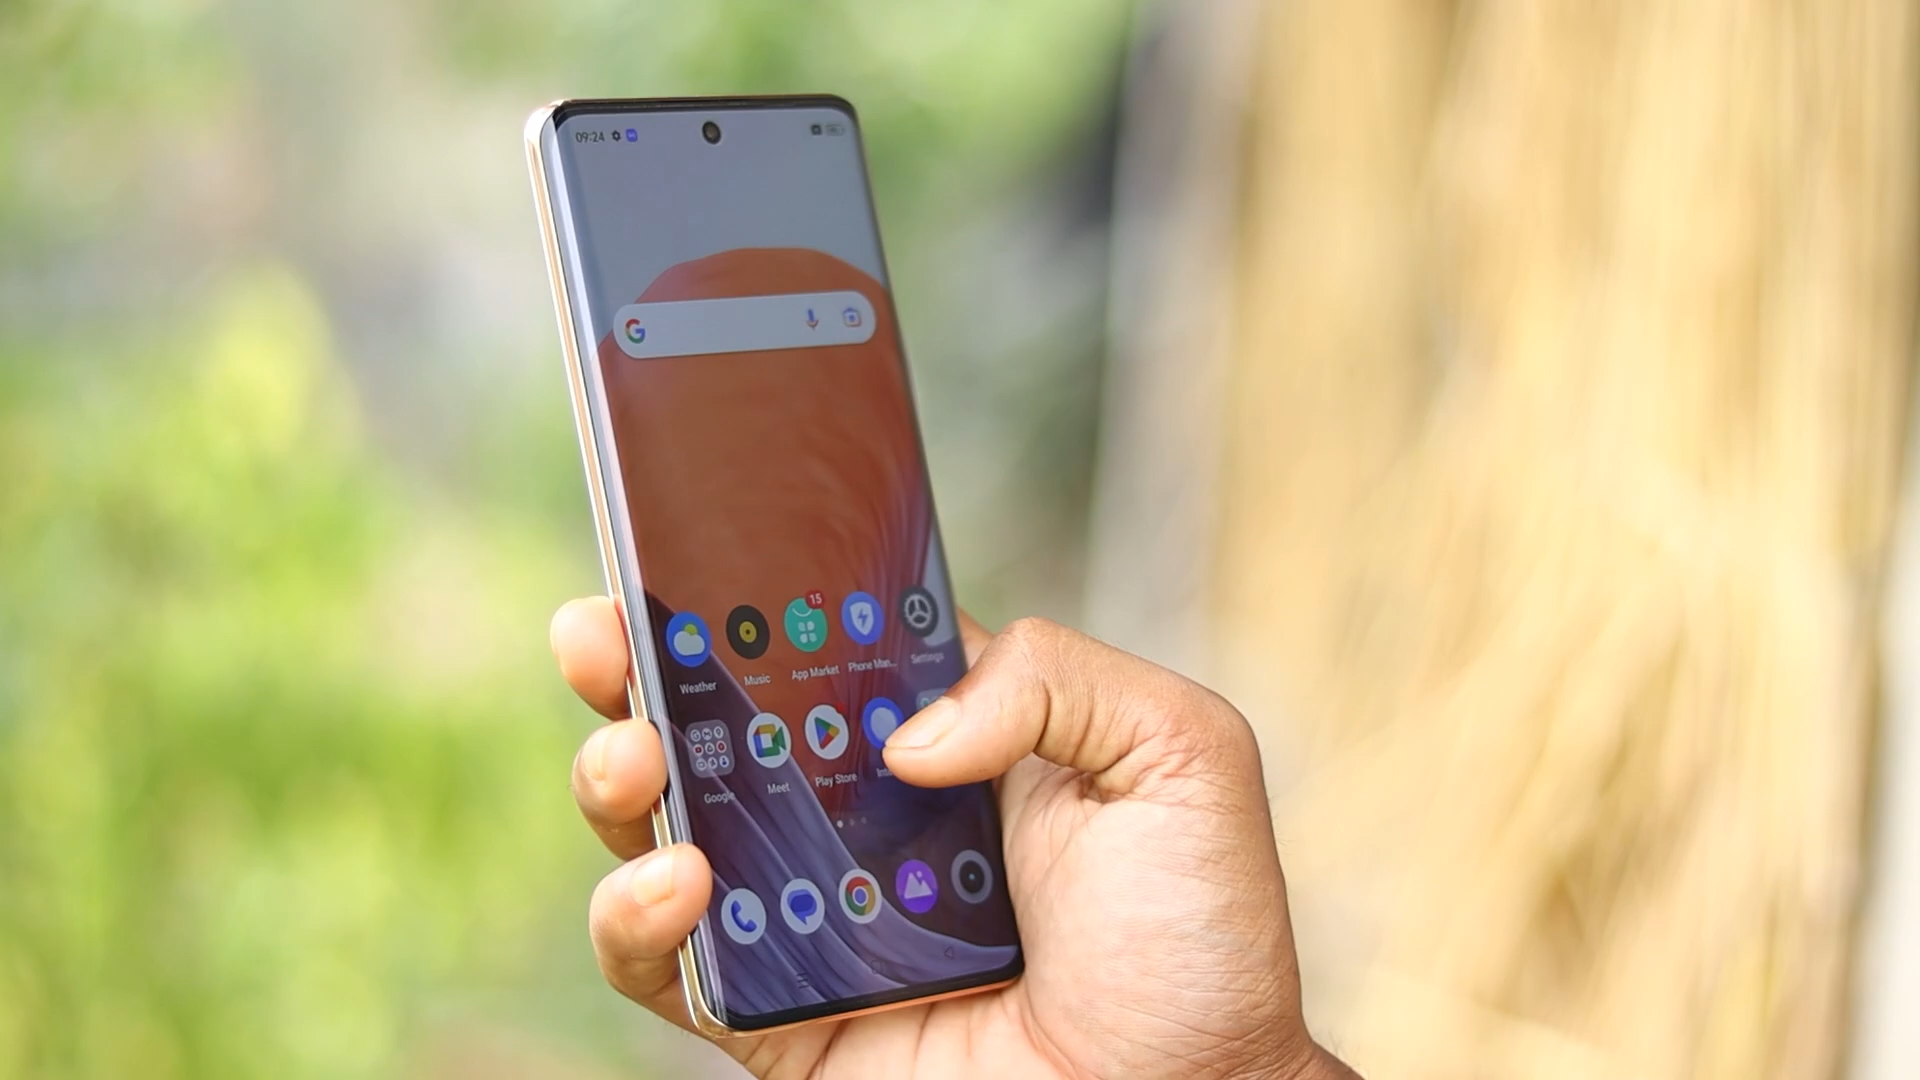 09:24
G
15
Weather Music App Market Phone Man... Settings
Google Meet Play Store